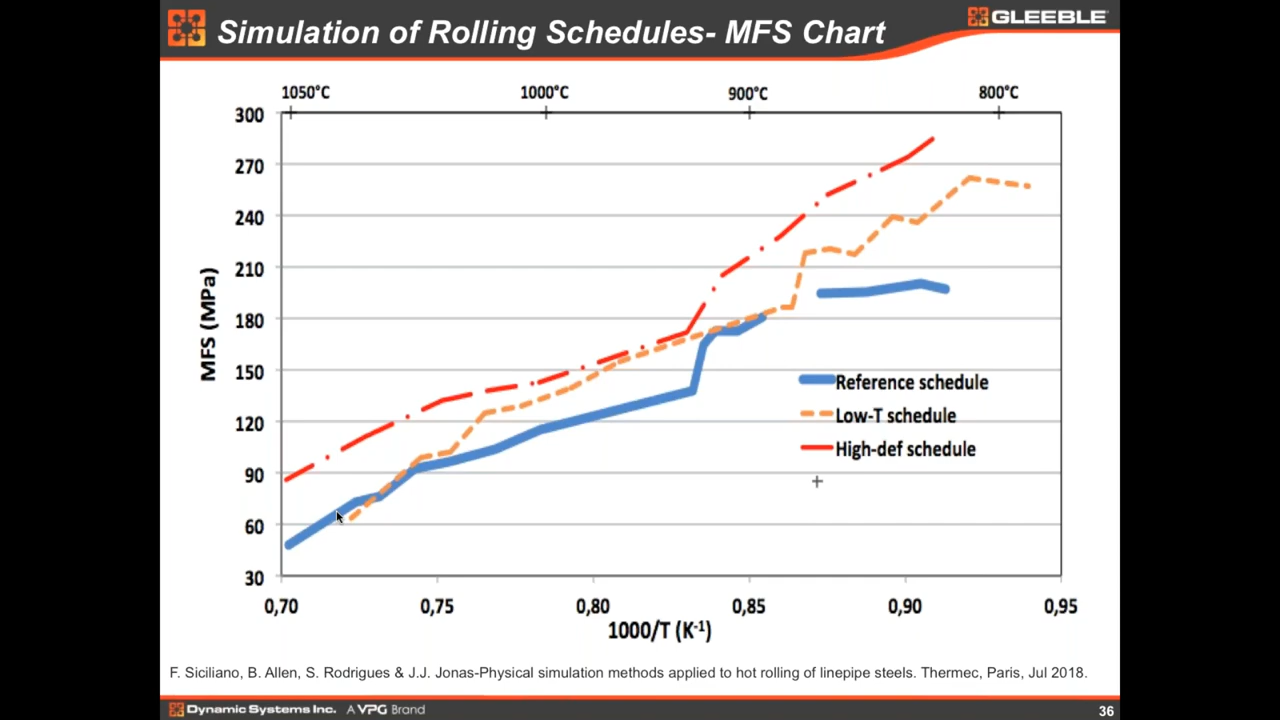 Simulation of Rolling Schedules- MFS Chart
GLEEBLE
1050°C 1000°C 900°C 800°C
300
270
240
210
180
150
120
90
60
30
MFS (MPa)
Reference schedule
Low-T schedule
High-def schedule
0,70 0,75 0,80 0,85 0,90 0,95
1000/T (K⁻¹)
F. Siciliano, B. Allen, S. Rodrigues & J.J. Jonas-Physical simulation methods applied to hot rolling of linepipe steels. Thermec, Paris, Jul 2018.
Dynamic Systems Inc. A VPG Brand
36